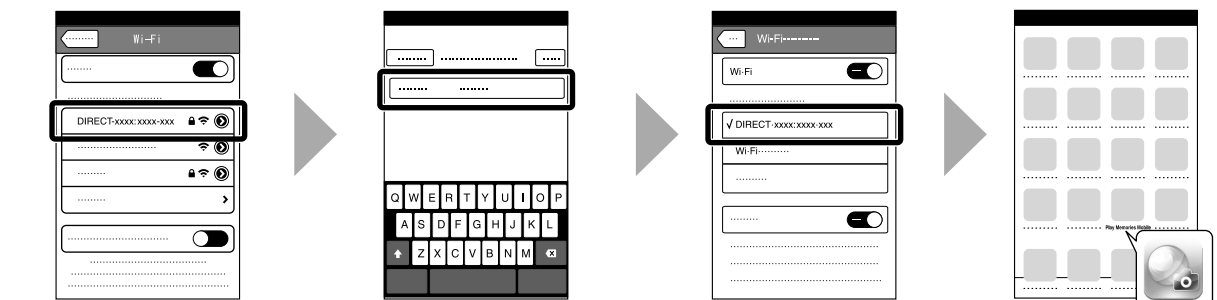 Wi-Fi
DIRECT-xxxx:xxxx-xxx
Q W E R T Y U I O P
A S D F G H J K L
Z X C V B N M
Wi-Fi
Wi-Fi
√ DIRECT-xxxx:xxxx-xxx
Wi-Fi
Play Memories Mobile